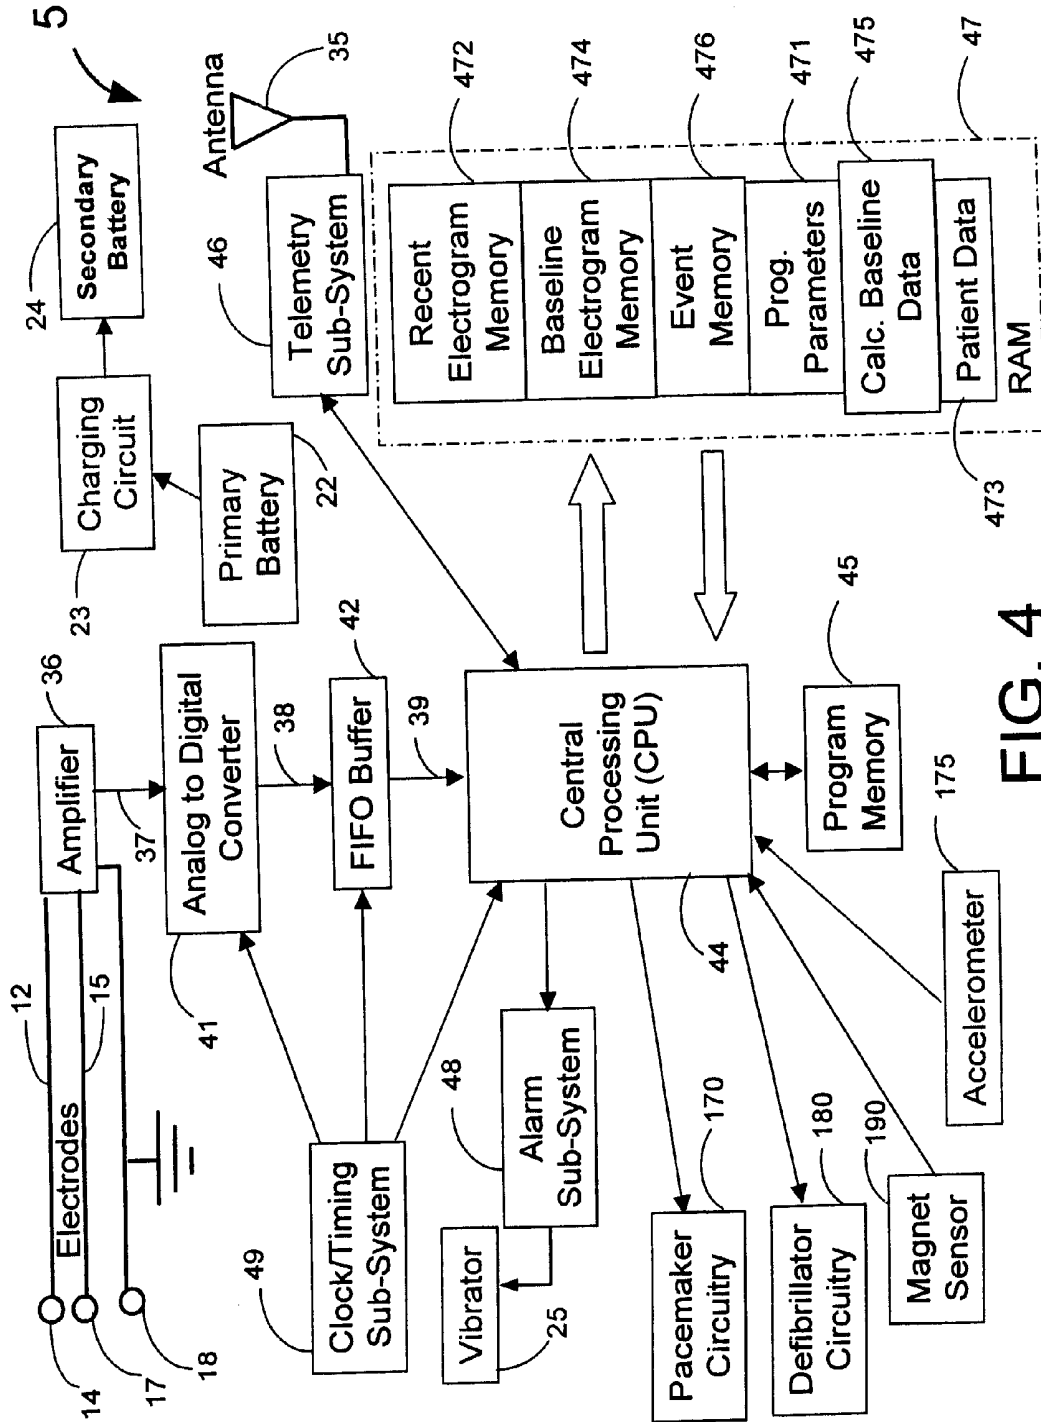 5
14
17
18
Electrodes
12
15
Amplifier
36
37
Analog to Digital
Converter
41
38
FIFO Buffer
42
39
23
Charging
Circuit
24
Secondary
Battery
Primary
Battery
22
46
Telemetry
Sub-System
Antenna
35
49
Clock/Timing
Sub-System
Vibrator
25
48
Alarm
Sub-System
Central
Processing
Unit (CPU)
44
Recent
Electrogram
Memory
472
Baseline
Electrogram
Memory
474
Event
Memory
476
Prog.
Parameters
471
Calc. Baseline
Data
475
Patient Data
473
RAM
47
Pacemaker
Circuitry
170
Defibrillator
Circuitry
180
190
Magnet
Sensor
Accelerometer
175
Program
Memory
45
FIG. 4